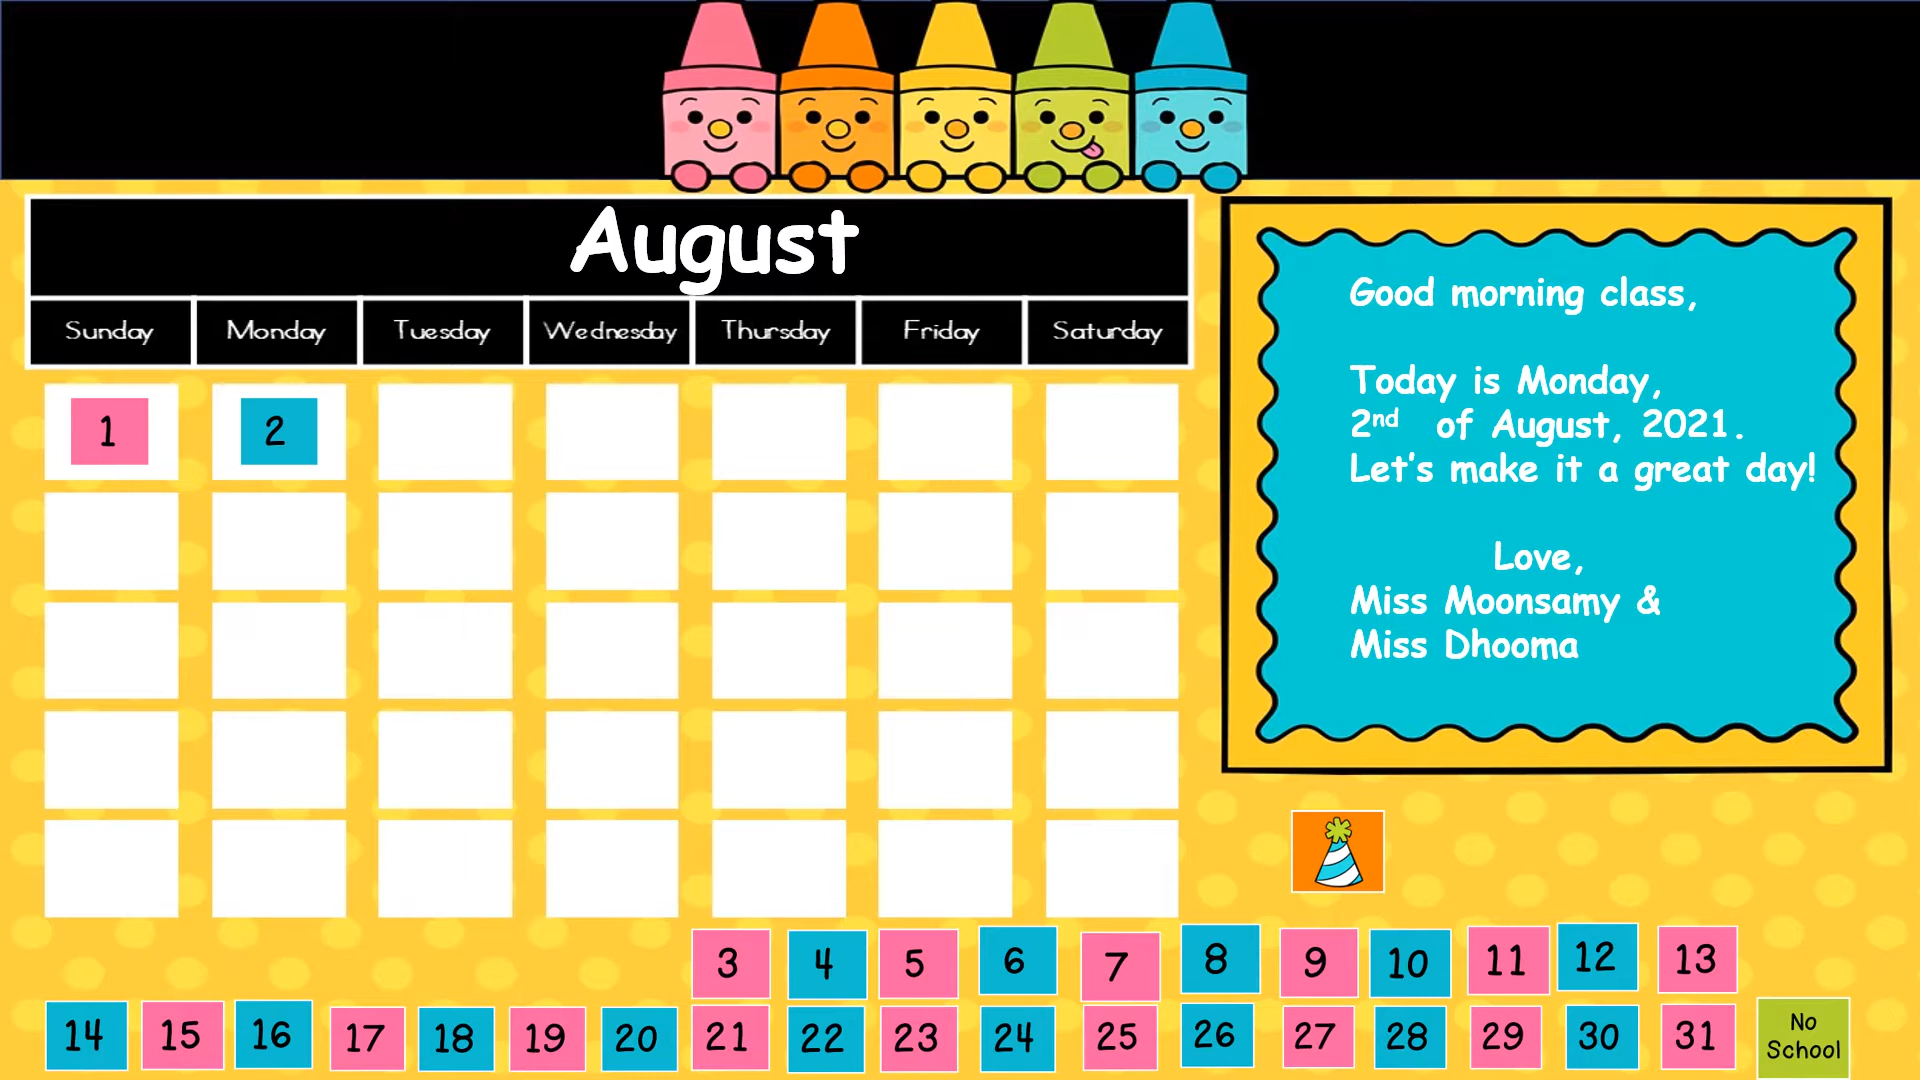 August
Sunday Monday Tuesday Wednesday Thursday Friday Saturday
1 2
Good morning class,
Today is Monday,
2nd of August, 2021.
Let's make it a great day!
Love,
Miss Moonsamy &
Miss Dhooma
3 4 5 6 7 8 9 10 11 12 13
14 15 16 17 18 19 20 21 22 23 24 25 26 27 28 29 30 31
No
School